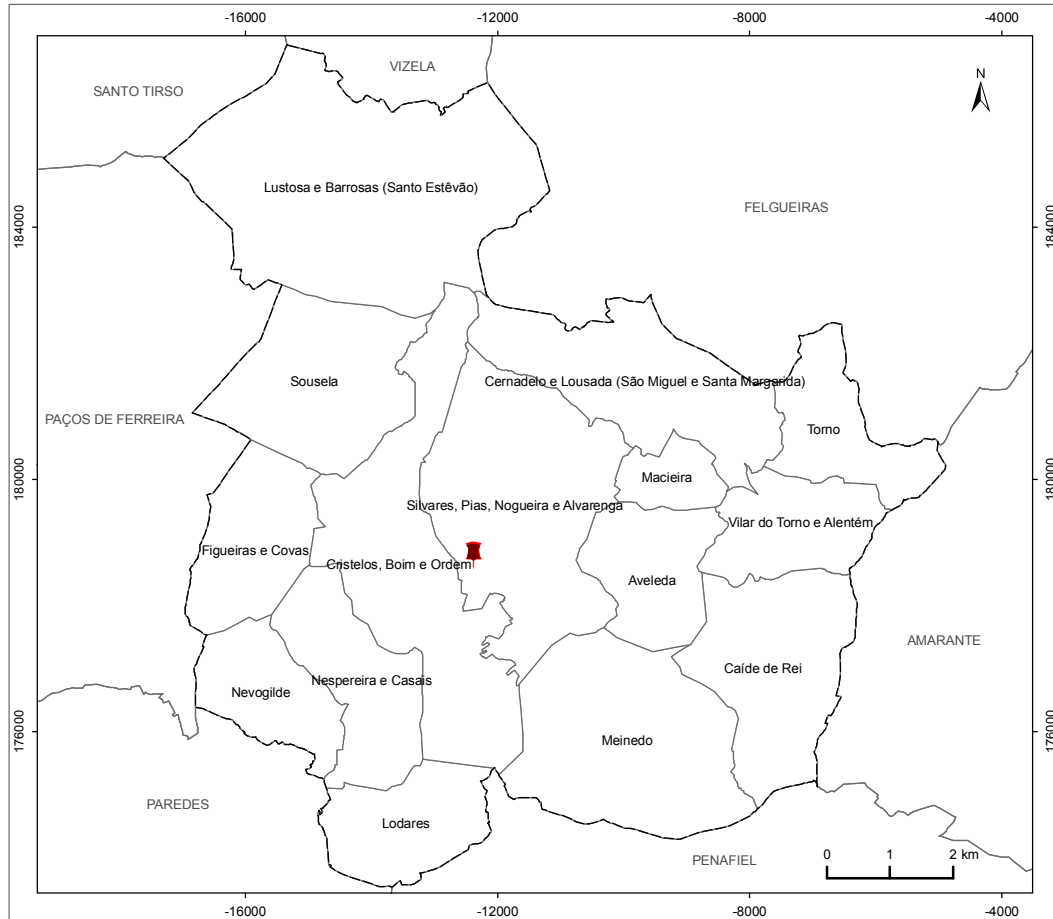 -16000
-12000
-8000
-4000
VIZELA
SANTO TIRSO
N
Lustosa e Barrosas (Santo Estêvão)
FELGUEIRAS
184000
184000
Sousela
Cernadelo e Lousada (São Miguel e Santa Margarida)
PAÇOS DE FERREIRA
Torno
Macieira
180000
180000
Silvares, Pias, Nogueira e Alvarenga
Vilar do Torno e Alentém
Figueiras e Covas
Cristelos, Boim e Ordem
Aveleda
AMARANTE
Caíde de Rei
Nespereira e Casais
Nevogilde
Meinedo
176000
176000
PAREDES
Lodares
PENAFIEL
0 1 2 km
-16000
-12000
-8000
-4000